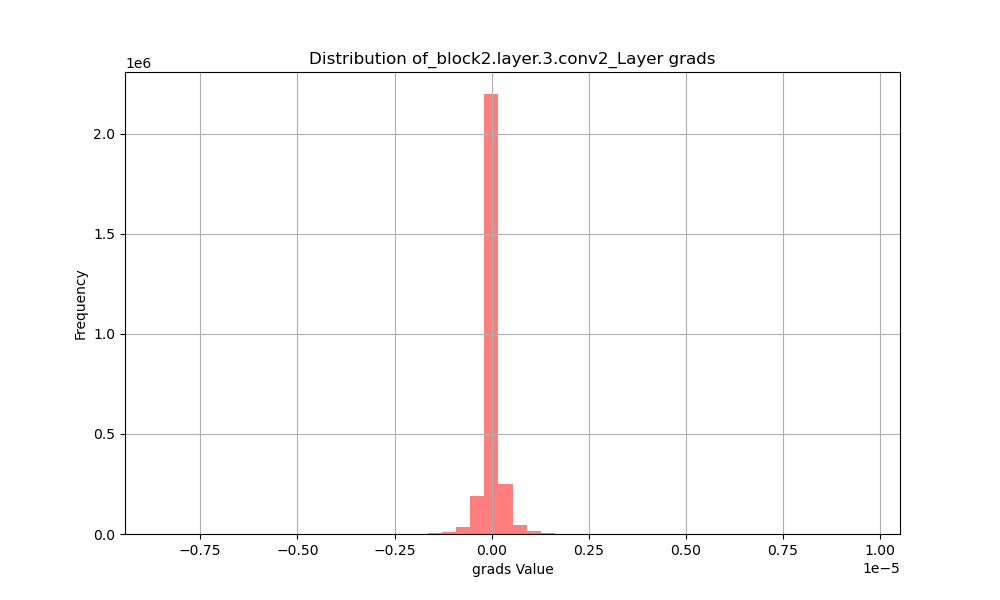 Distribution of_block2.layer.3.conv2_Layer grads
1e6
2.0
1.5
1.0
0.5
0.0
Frequency
−0.75 −0.50 −0.25 0.00 0.25 0.50 0.75 1.00
1e−5
grads Value